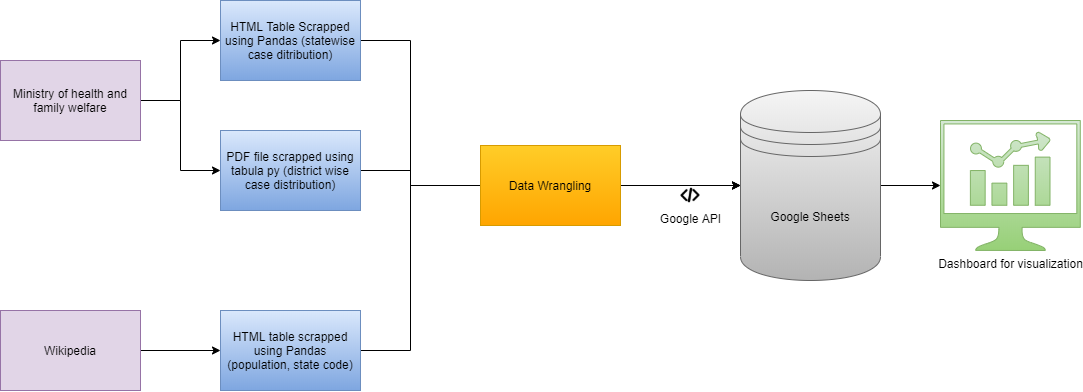 HTML Table Scrapped
using Pandas (statewise
case ditribution)
Ministry of health and
family welfare
PDF file scrapped using
tabula py (district wise
case distribution)
Data Wrangling
Google API
Google Sheets
Dashboard for visualization
Wikipedia
HTML table scrapped
using Pandas
(population, state code)